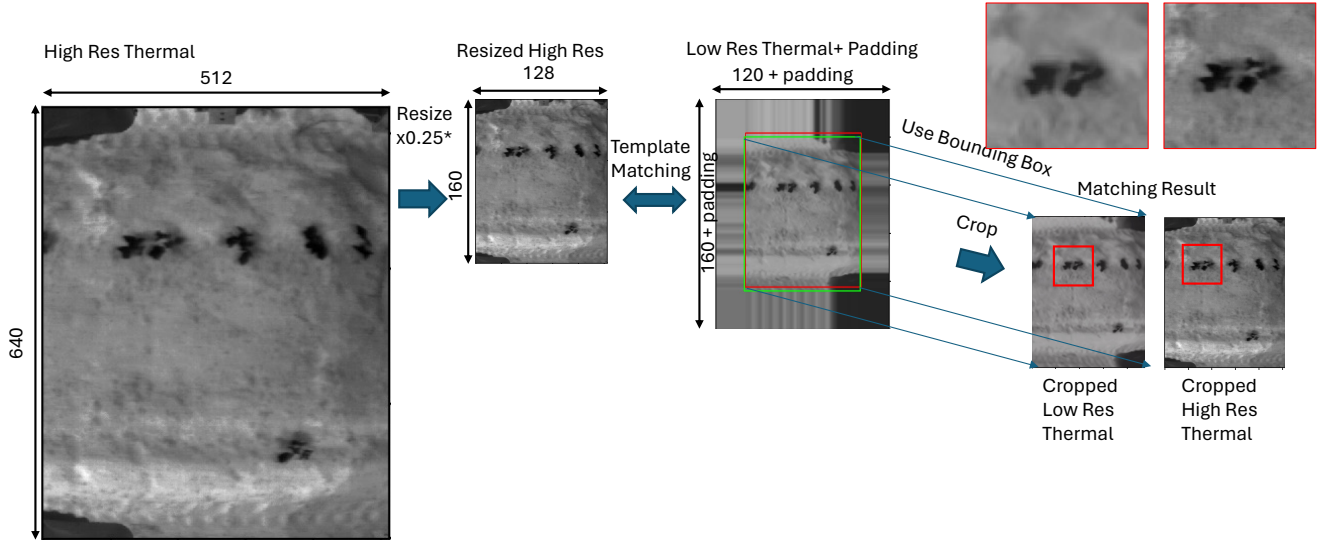 High Res Thermal
512
640
Resize
x0.25*
Resized High Res
128
160
Template
Matching
Low Res Thermal+ Padding
120 + padding
160 + padding
Use Bounding Box
Crop
Matching Result
Cropped
Low Res
Thermal
Cropped
High Res
Thermal